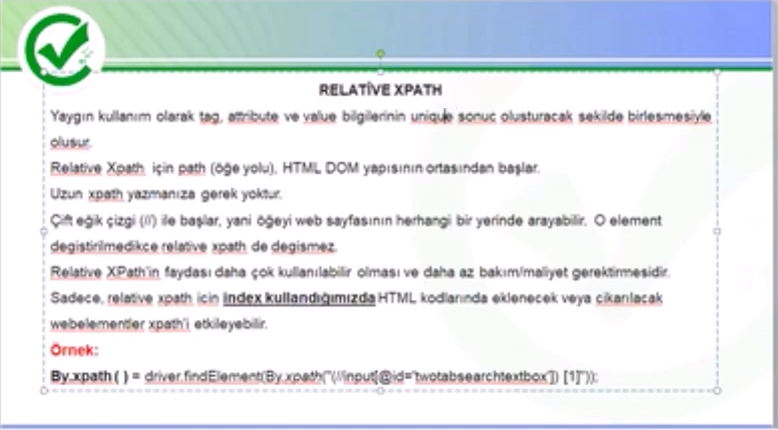 RELATİVE XPATH
Yaygın kullanım olarak tag, attribute ve value bilgilerinin unique sonuc olusturacak sekilde birlesmesiyle
olusur.
Relative Xpath için path (öğe yolu), HTML DOM yapısının ortasından başlar.
Uzun xpath yazmanıza gerek yoktur.
Çift eğik çizgi (//) ile başlar, yani öğeyi web sayfasının herhangi bir yerinde arayabilir. O element
degistirilmedikce relative xpath de degismez.
Relative XPath'in faydası daha çok kullanılabilir olması ve daha az bakım/maliyet gerektirmesidir.
Sadece, relative xpath icin index kullandığımızda HTML kodlarında eklenecek veya çikarılacak
webelementler xpath'i etkileyebilir.
Örnek:
By.xpath ( ) = driver.findElement(By.xpath("(//input[@id='twotabsearchtextbox']) [1]"));